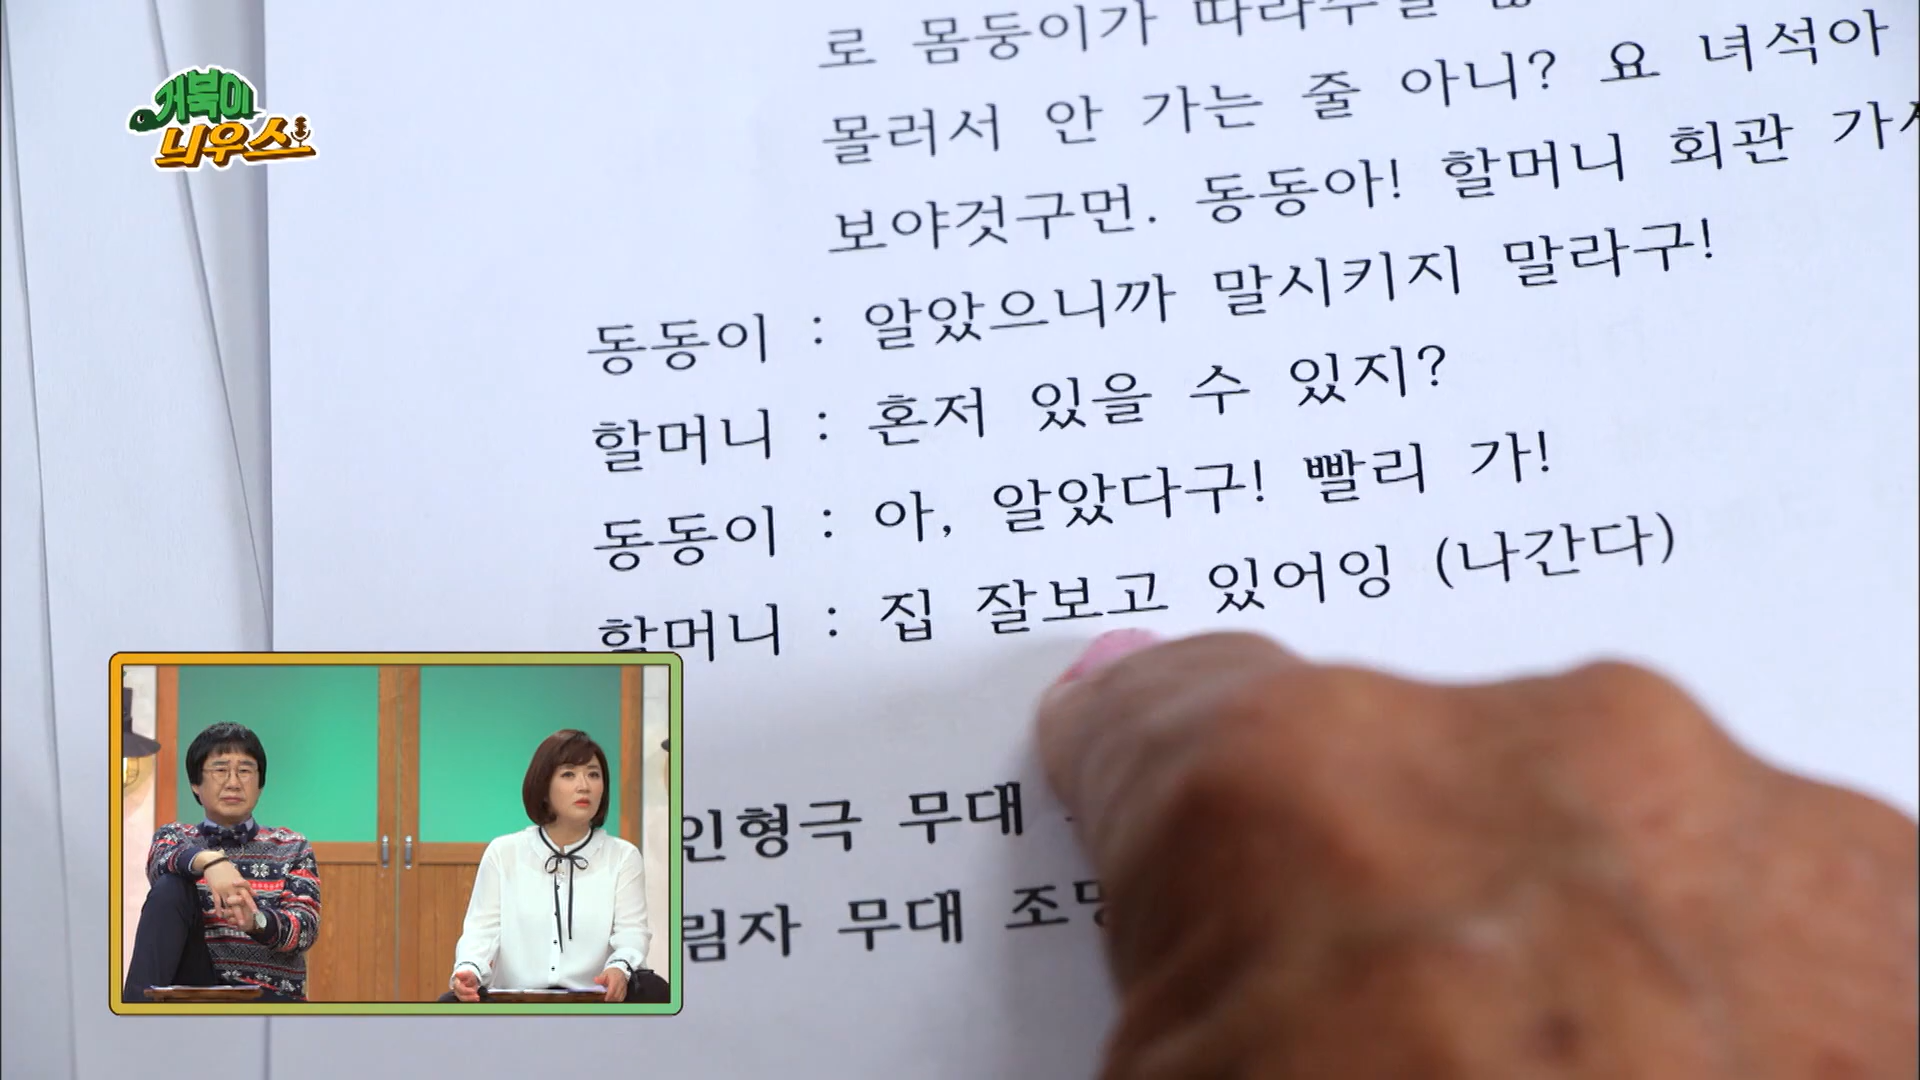 거북이
늬우스
로 몸둥이가
몰러서 안 가는 줄 아니? 요 녀석아
보야것구먼. 동동아! 할머니 회관
동동이 : 알았으니까 말시키지 말라구!
할머니 : 혼저 있을 수 있지?
동동이 : 아, 알았다구! 빨리 가!
할머니 : 집 잘보고 있어잉 (나간다)
인형극 무대
림자 무대